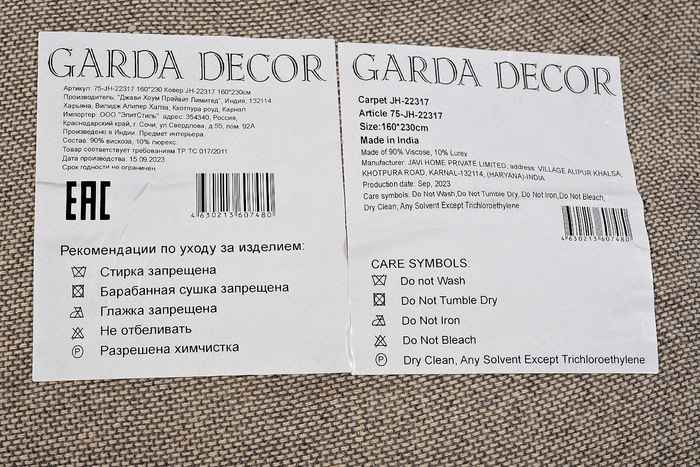 GARDA DECOR
Артикул: 75-JH-22317 160*230 Ковер JH-22317 160*230см
Производитель: "Джави Хоум Прайвит Лимитед", Индия, 132114
Харьяна, Вилидж Алипер Халза, Кхотпура роуд, Карнал
Импортер: ООО "ЭлитСтиль" адрес: 354340, Россия,
Краснодарский край, г. Сочи, ул.Свердлова, д.55, пом. 92А
Произведено в Индии. Предмет интерьера.
Состав: 90% вискоза, 10% люрекс.
Товар соответствует требованиям ТР ТС 017/2011
Дата производства: 15.09.2023
Срок годности не ограничен.
EAC
4 630213 607480
Рекомендации по уходу за изделием:
Стирка запрещена
Барабанная сушка запрещена
Глажка запрещена
Не отбеливать
P Разрешена химчистка
GARDA DECOR
Carpet JH-22317
Article 75-JH-22317
Size:160*230cm
Made in India
Made of 90% Viscose, 10% Lurex
Manufacturer: JAVI HOME PRIVATE LIMITED, address: VILLAGE ALIPUR KHALSA,
KHOTPURA ROAD, KARNAL-132114, (HARYANA)-INDIA
Production date: Sep, 2023
Care symbols: Do Not Wash,Do Not Tumble Dry, Do Not Iron,Do Not Bleach,
Dry Clean, Any Solvent Except Trichloroethylene
4 630213 607480
CARE SYMBOLS:
Do not Wash
Do Not Tumble Dry
Do Not Iron
Do Not Bleach
P Dry Clean, Any Solvent Except Trichloroethylene